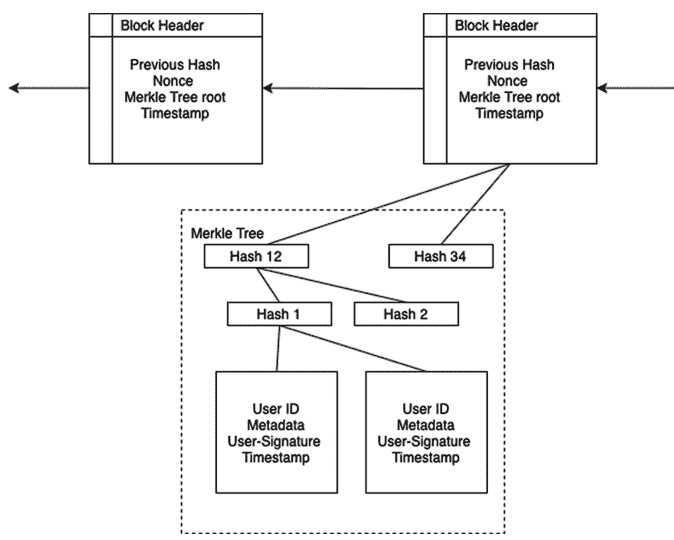 Block Header
Previous Hash
Nonce
Merkle Tree root
Timestamp
Block Header
Previous Hash
Nonce
Merkle Tree root
Timestamp
Merkle Tree
Hash 12
Hash 34
Hash 1
Hash 2
User ID
Metadata
User-Signature
Timestamp
User ID
Metadata
User-Signature
Timestamp